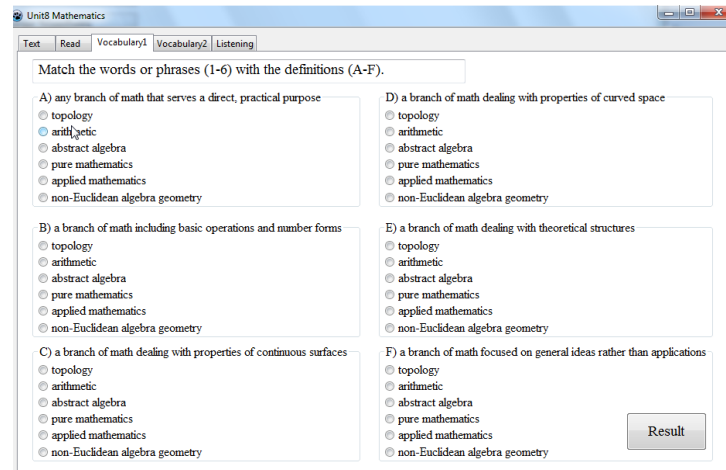 Unit8 Mathematics
Text Read Vocabulary1 Vocabulary2 Listening
Match the words or phrases (1-6) with the definitions (A-F).
A) any branch of math that serves a direct, practical purpose
topology
arithmetic
abstract algebra
pure mathematics
applied mathematics
non-Euclidean algebra geometry
B) a branch of math including basic operations and number forms
topology
arithmetic
abstract algebra
pure mathematics
applied mathematics
non-Euclidean algebra geometry
C) a branch of math dealing with properties of continuous surfaces
topology
arithmetic
abstract algebra
pure mathematics
applied mathematics
non-Euclidean algebra geometry
D) a branch of math dealing with properties of curved space
topology
arithmetic
abstract algebra
pure mathematics
applied mathematics
non-Euclidean algebra geometry
E) a branch of math dealing with theoretical structures
topology
arithmetic
abstract algebra
pure mathematics
applied mathematics
non-Euclidean algebra geometry
F) a branch of math focused on general ideas rather than applications
topology
arithmetic
abstract algebra
pure mathematics
applied mathematics
non-Euclidean algebra geometry
Result